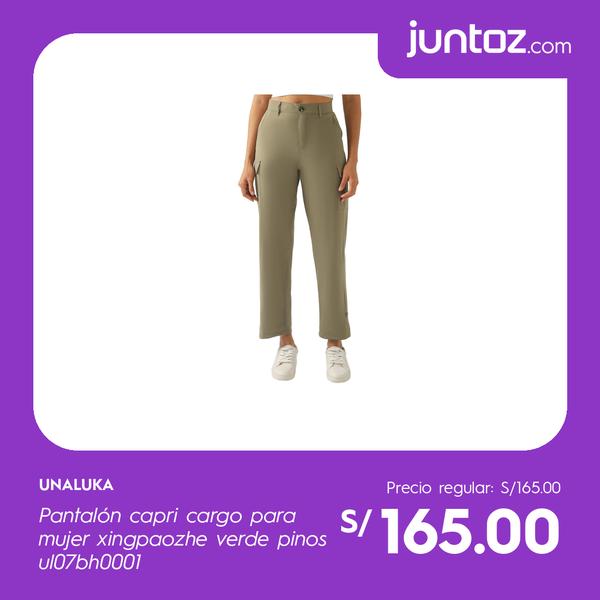 juntoz.com
UNALUKA
Pantalón capri cargo para
mujer xingpaozhe verde pinos
ul07bh0001
Precio regular: S/165.00
S/ 165.00